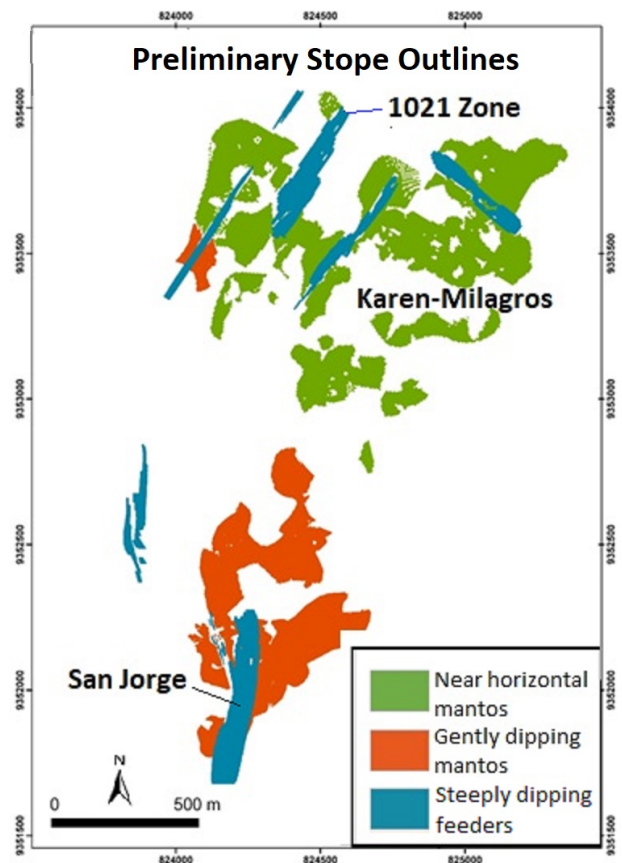 824000 824500 825000
Preliminary Stope Outlines
9354000 9354000
1021 Zone
9353500 9353500
Karen-Milagros
9353000 9353000
9352500 9352500
San Jorge
9352000 9352000
Near horizontal
mantos
Gently dipping
mantos
Steeply dipping
feeders
N
0 500 m
9351500 9351500
824000 824500 825000